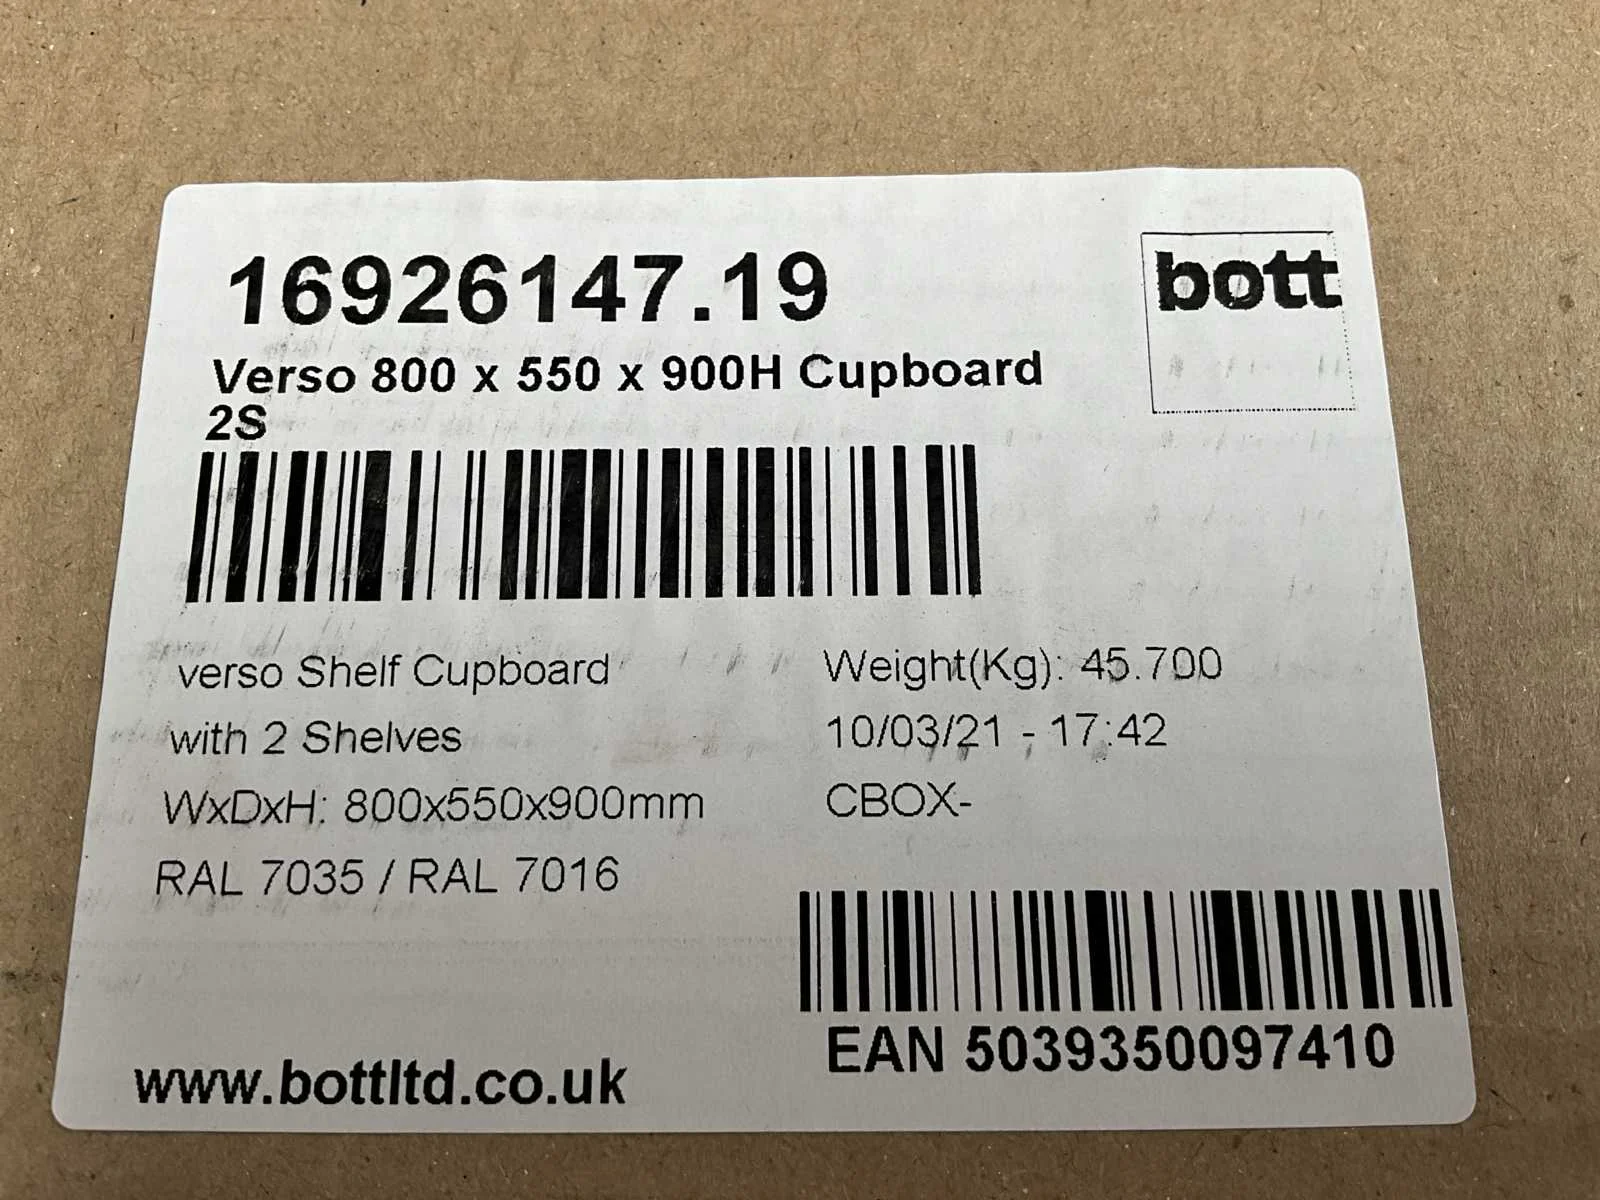 16926147.19
bott
Verso 800 x 550 x 900H Cupboard
2S
verso Shelf Cupboard
with 2 Shelves
WxDxH: 800x550x900mm
RAL 7035 / RAL 7016
Weight(Kg): 45.700
10/03/21 - 17:42
CBOX-
EAN 5039350097410
www.bottltd.co.uk